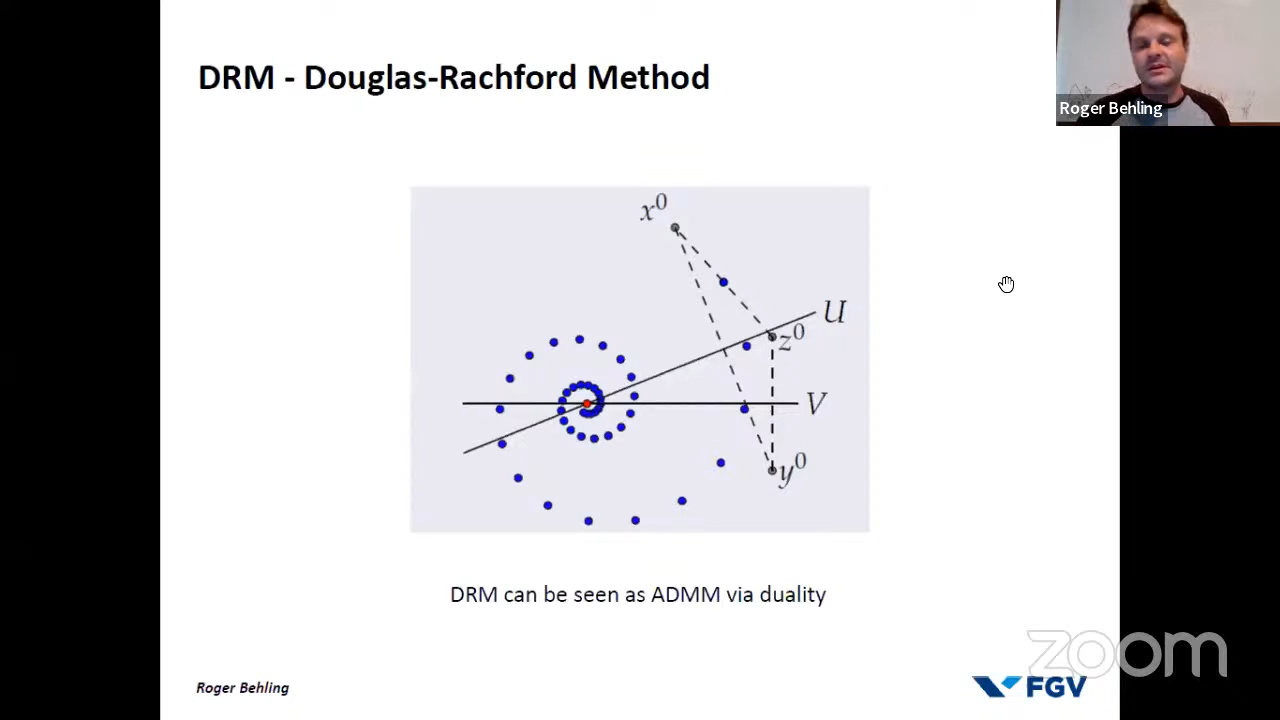 DRM - Douglas-Rachford Method
Roger Behling
x⁰
U
z⁰
V
y⁰
DRM can be seen as ADMM via duality
zoom
Roger Behling
FGV